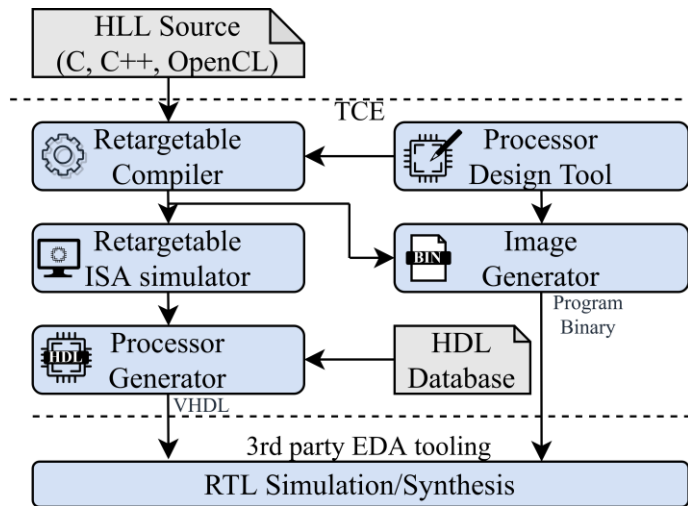 HLL Source
(C, C++, OpenCL)
TCE
Retargetable
Compiler
Processor
Design Tool
Retargetable
ISA simulator
BIN
Image
Generator
Program
Binary
HDL
Processor
Generator
HDL
Database
VHDL
3rd party EDA tooling
RTL Simulation/Synthesis